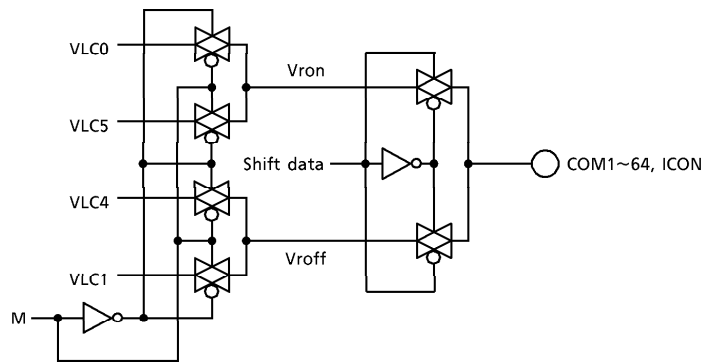 VLC0
Vron
VLC5
Shift data
COM1~64, ICON
VLC4
Vroff
VLC1
M